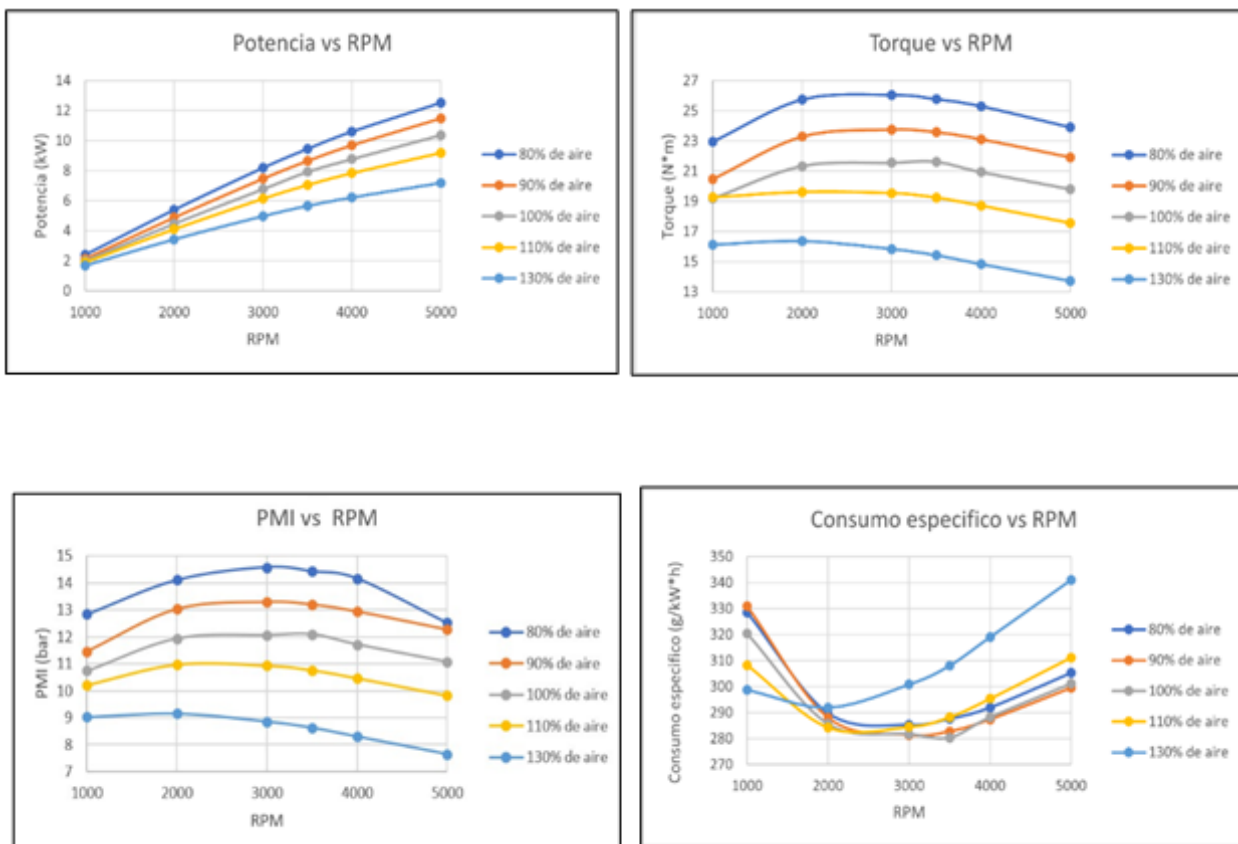 Potencia vs RPM
Potencia (kW)
14
12
10
8
6
4
2
0
1000 2000 3000 4000 5000
RPM
80% de aire
90% de aire
100% de aire
110% de aire
130% de aire
Torque vs RPM
Torque (N*m)
27
25
23
21
19
17
15
13
1000 2000 3000 4000 5000
RPM
80% de aire
90% de aire
100% de aire
110% de aire
130% de aire
PMI vs RPM
PMI (bar)
15
14
13
12
11
10
9
8
7
1000 2000 3000 4000 5000
RPM
80% de aire
90% de aire
100% de aire
110% de aire
130% de aire
Consumo especifico vs RPM
Consumo especifico (g/kW*h)
350
340
330
320
310
300
290
280
270
1000 2000 3000 4000 5000
RPM
80% de aire
90% de aire
100% de aire
110% de aire
130% de aire